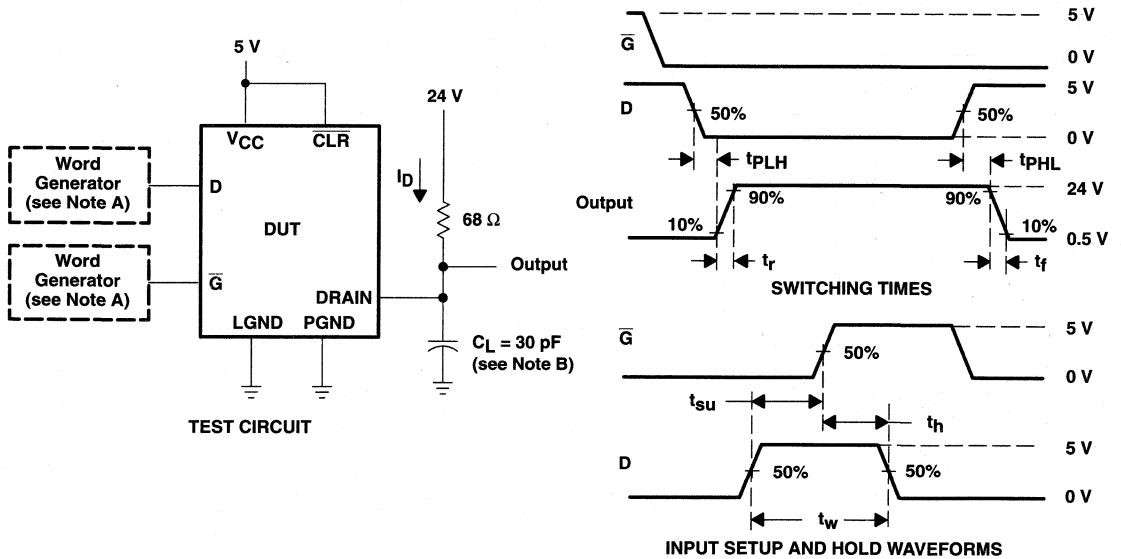 5 V
V_CC
CLR
24 V
Word
Generator
(see Note A)
D
I_D
68 Ω
DUT
Output
Word
Generator
(see Note A)
G
DRAIN
LGND PGND
C_L = 30 pF
(see Note B)
TEST CIRCUIT
5 V
G
0 V
5 V
D
50%
50%
0 V
t_PLH
t_PHL
24 V
Output
90%
90%
10%
10%
0.5 V
t_r
t_f
SWITCHING TIMES
5 V
G
50%
0 V
t_su
t_h
5 V
D
50%
50%
0 V
t_w
INPUT SETUP AND HOLD WAVEFORMS